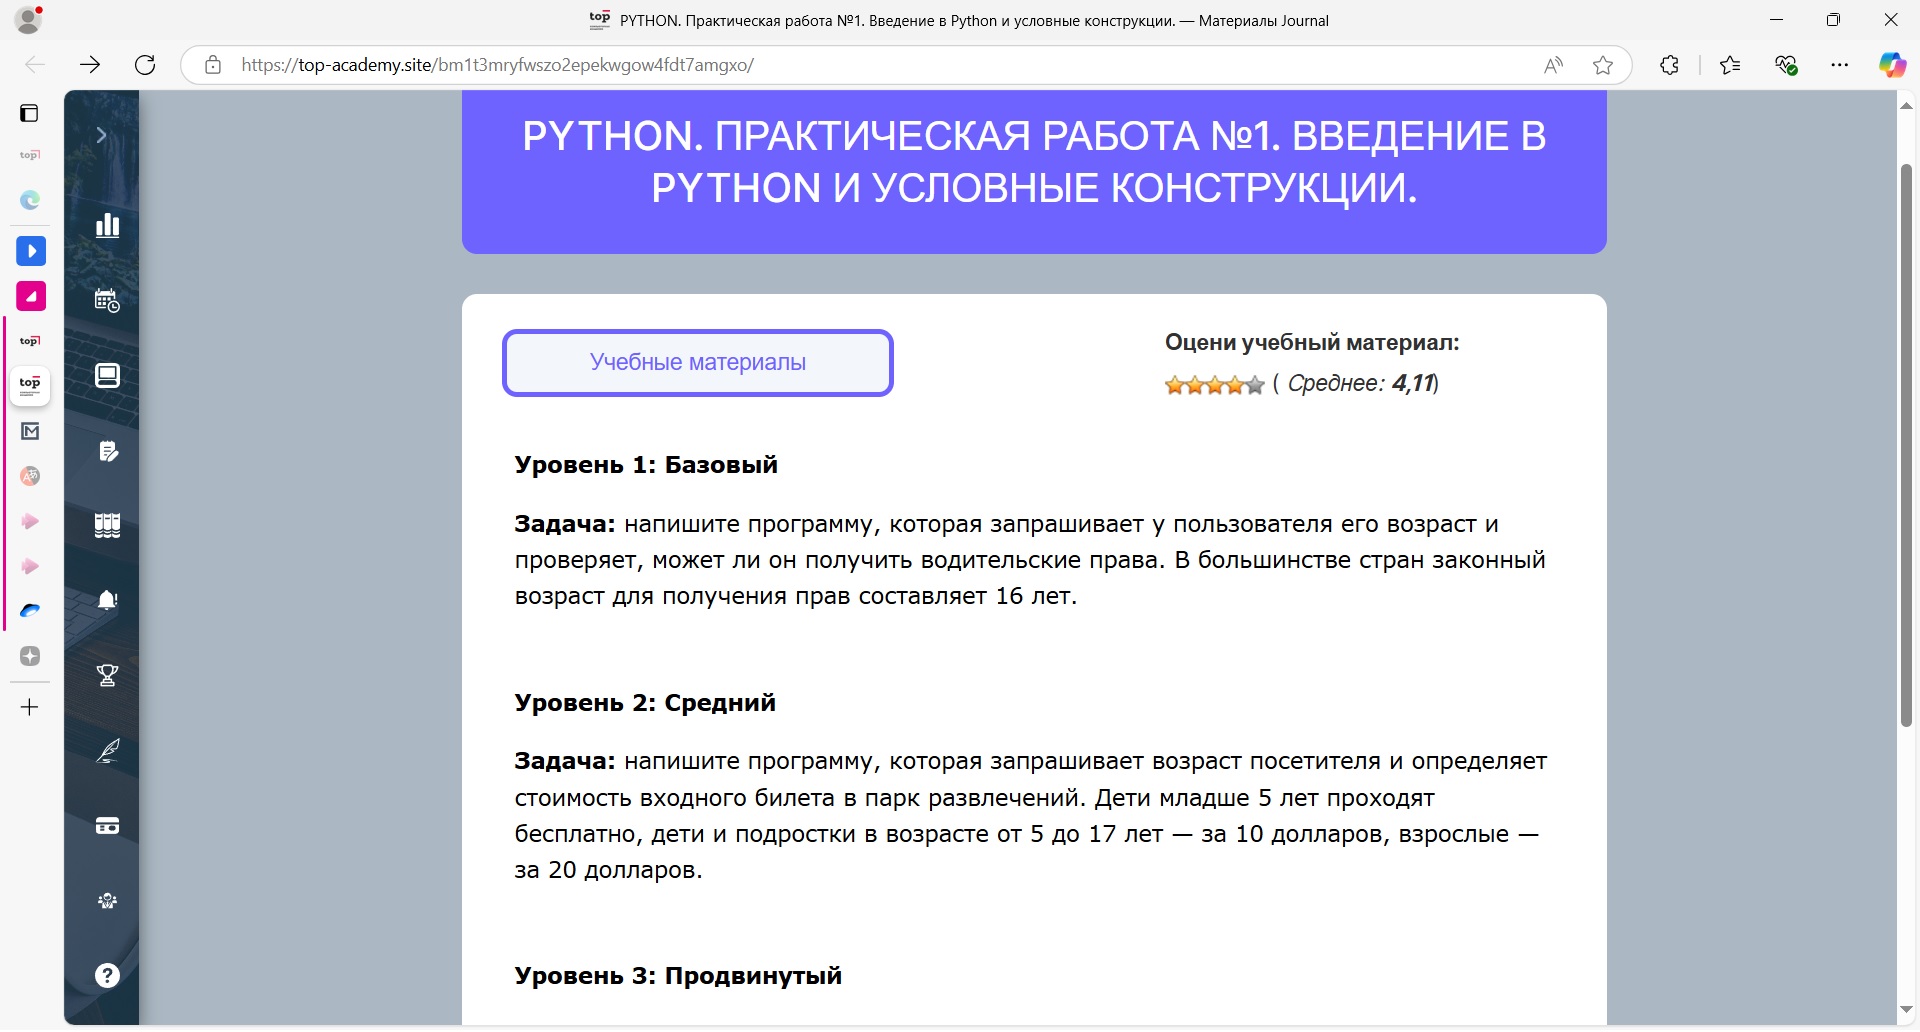 top PYTHON. Практическая работа №1. Введение в Python и условные конструкции. — Материалы Journal
https://top-academy.site/bm1t3mryfwszo2epekwgow4fdt7amgxo/
top
top
top
PYTHON. ПРАКТИЧЕСКАЯ РАБОТА №1. ВВЕДЕНИЕ В
PYTHON И УСЛОВНЫЕ КОНСТРУКЦИИ.
Учебные материалы
Оцени учебный материал:
( Среднее: 4,11)
Уровень 1: Базовый
Задача: напишите программу, которая запрашивает у пользователя его возраст и
проверяет, может ли он получить водительские права. В большинстве стран законный
возраст для получения прав составляет 16 лет.
Уровень 2: Средний
Задача: напишите программу, которая запрашивает возраст посетителя и определяет
стоимость входного билета в парк развлечений. Дети младше 5 лет проходят
бесплатно, дети и подростки в возрасте от 5 до 17 лет — за 10 долларов, взрослые —
за 20 долларов.
Уровень 3: Продвинутый